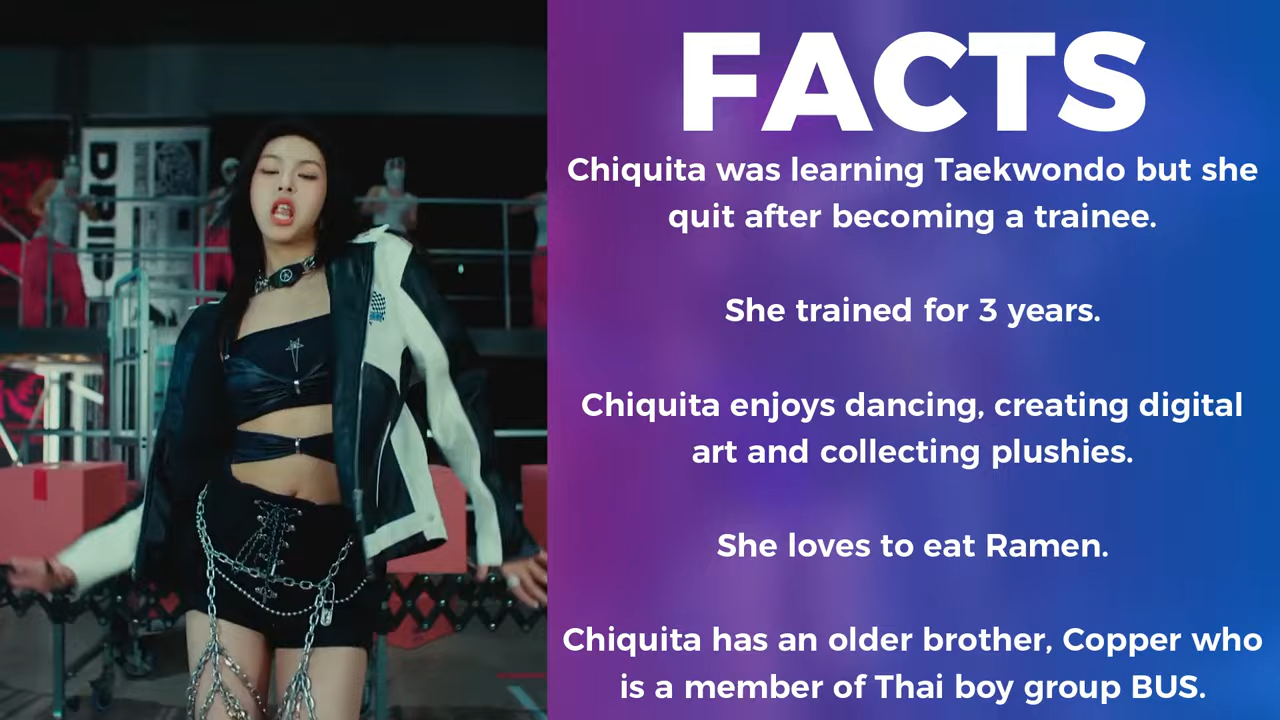 FACTS
Chiquita was learning Taekwondo but she
quit after becoming a trainee.
She trained for 3 years.
Chiquita enjoys dancing, creating digital
art and collecting plushies.
She loves to eat Ramen.
Chiquita has an older brother, Copper who
is a member of Thai boy group BUS.